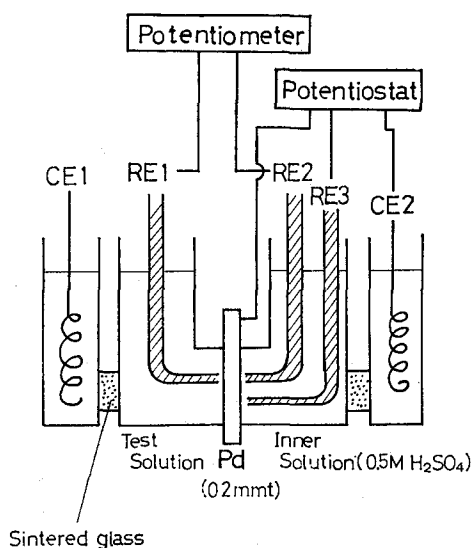 Potentiometer
Potentiostat
CE1
RE1
RE2
RE3
CE2
Test
Solution
Pd
(0.2mmt)
Inner
Solution (0.5M H₂SO₄)
Sintered glass